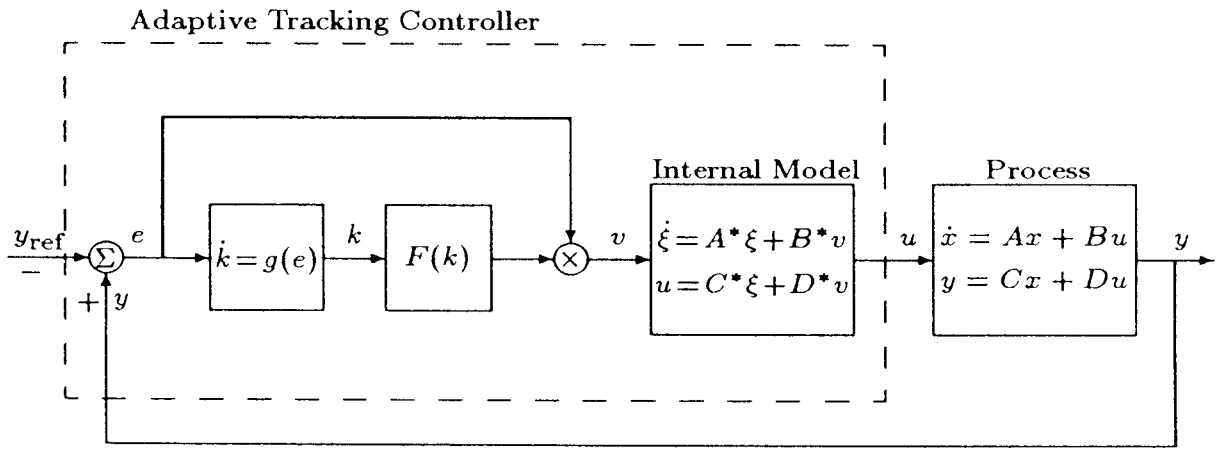 Adaptive Tracking Controller
Internal Model
Process
y_ref
−
Σ
e
k̇ = g(e)
k
F(k)
×
v
ξ̇ = A*ξ + B*v
u = C*ξ + D*v
u
ẋ = Ax + Bu
y = Cx + Du
y
+
y